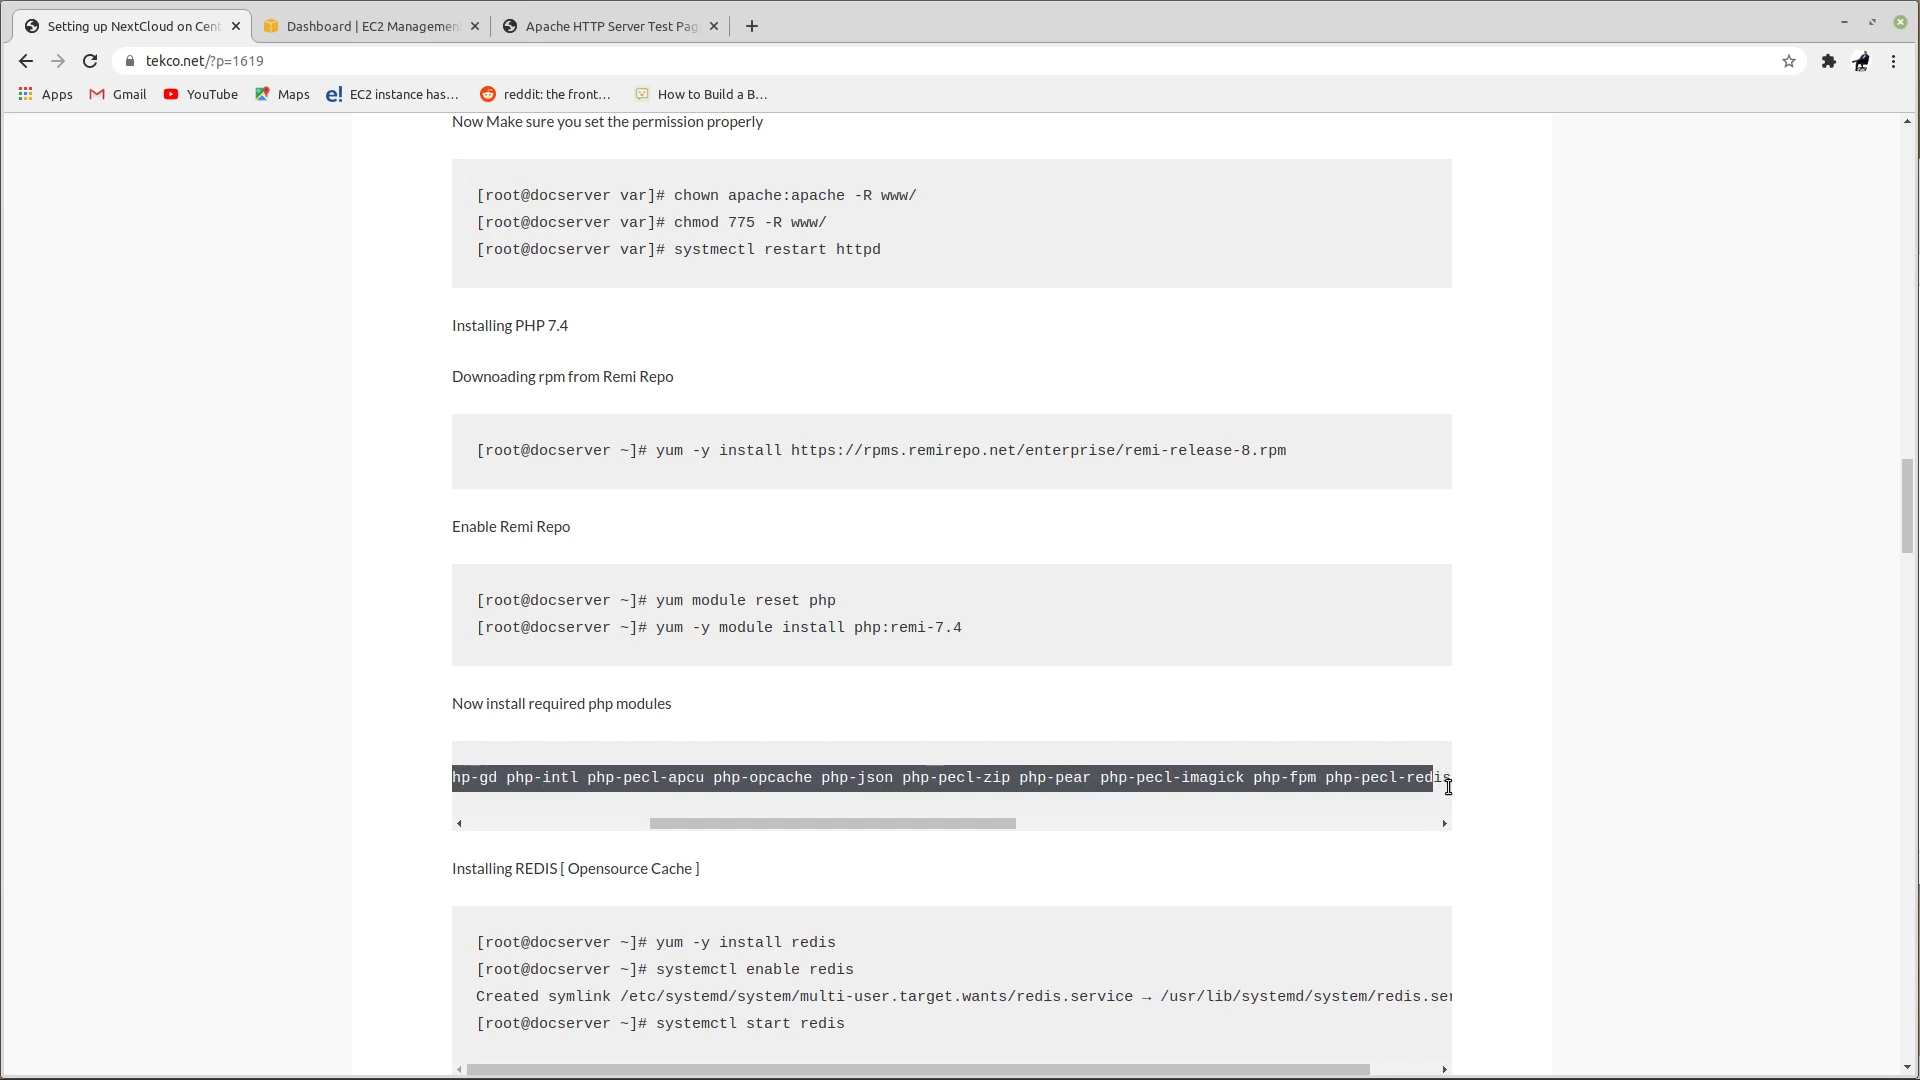 Setting up NextCloud on Cent
Dashboard | EC2 Management
Apache HTTP Server Test Pag
tekco.net/?p=1619
Apps
Gmail
YouTube
Maps
EC2 instance has...
reddit: the front...
How to Build a B...
Now Make sure you set the permission properly
[root@docserver var]# chown apache:apache -R www/
[root@docserver var]# chmod 775 -R www/
[root@docserver var]# systmectl restart httpd
Installing PHP 7.4
Downoading rpm from Remi Repo
[root@docserver ~]# yum -y install https://rpms.remirepo.net/enterprise/remi-release-8.rpm
Enable Remi Repo
[root@docserver ~]# yum module reset php
[root@docserver ~]# yum -y module install php:remi-7.4
Now install required php modules
hp-gd php-intl php-pecl-apcu php-opcache php-json php-pecl-zip php-pear php-pecl-imagick php-fpm php-pecl-redis
Installing REDIS [ Opensource Cache ]
[root@docserver ~]# yum -y install redis
[root@docserver ~]# systemctl enable redis
Created symlink /etc/systemd/system/multi-user.target.wants/redis.service → /usr/lib/systemd/system/redis.ser
[root@docserver ~]# systemctl start redis